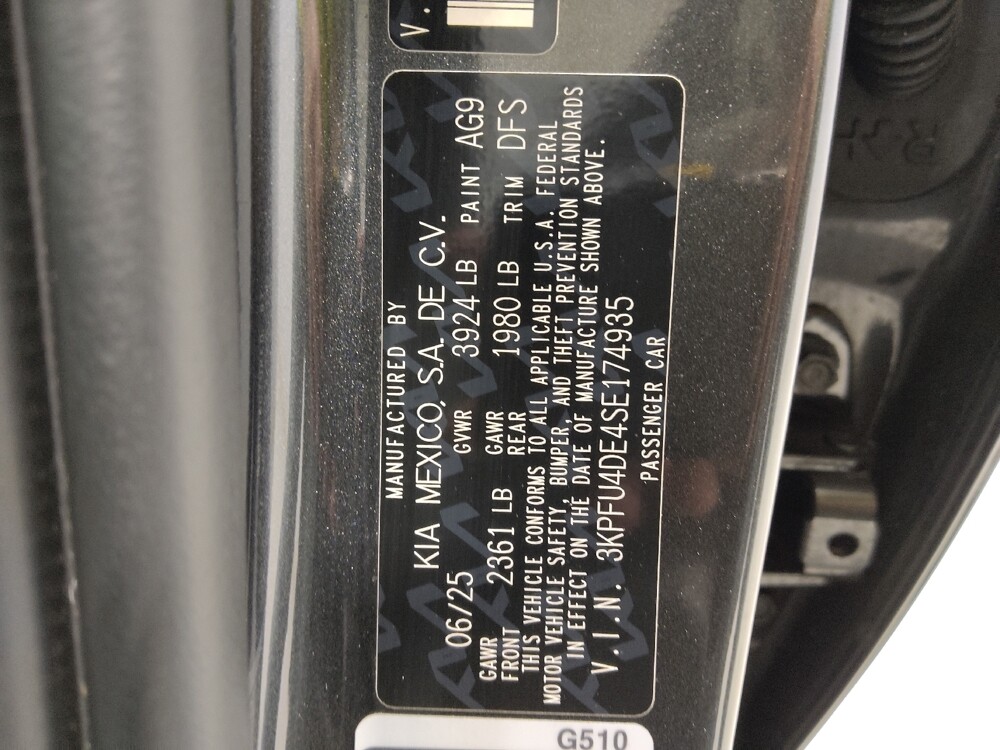 V.
MANUFACTURED BY
KIA MEXICO, S.A. DE C.V.
06/25 GVWR 3924 LB PAINT AG9
GAWR FRONT 2361 LB GAWR REAR 1980 LB TRIM DFS
THIS VEHICLE CONFORMS TO ALL APPLICABLE U.S.A. FEDERAL
MOTOR VEHICLE SAFETY, BUMPER, AND THEFT PREVENTION STANDARDS
IN EFFECT ON THE DATE OF MANUFACTURE SHOWN ABOVE.
V.I.N. 3KPFU4DE4SE174935
PASSENGER CAR
G510